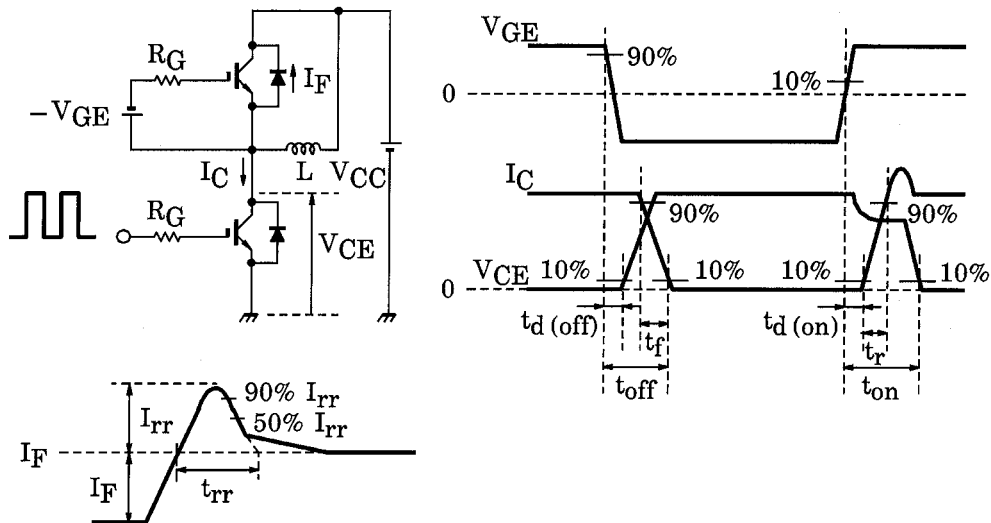 R_G
I_F
−V_GE
I_C
L
V_CC
R_G
V_CE
V_GE
90%
10%
0
I_C
90%
90%
V_CE
10%
10%
10%
10%
0
t_d (off)
t_f
t_off
t_d (on)
t_r
t_on
90% I_rr
50% I_rr
I_rr
I_F
I_F
t_rr